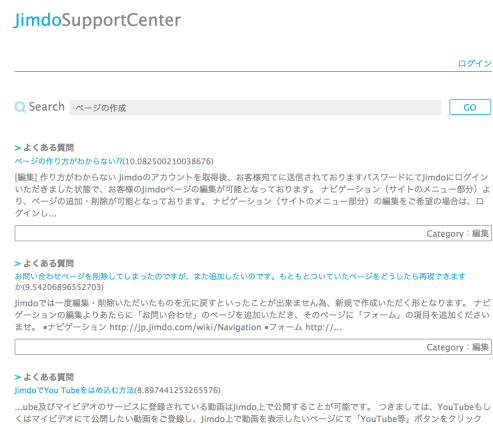 JimdoSupportCenter
ログイン
Search ページの作成 GO
> よくある質問
ページの作り方がわからない??(10.082500210038676)
[編集] 作り方がわからない Jimdoのアカウントを取得後、お客様宛てに送信されておりますパスワードにてJimdoにログイン
いただきました状態で、お客様のJimdoページの編集が可能となっております。 ナビゲーション（サイトのメニュー部分）よ
り、ページの追加・削除が可能となっております。 ナビゲーション（サイトのメニュー部分）の編集をご希望の場合は、ロ
グインし...
Category：編集
> よくある質問
お問い合わせページを削除してしまったのですが、また追加したいのです。もともとついていたページをどうしたら再現できます
か(9.54206896552703)
Jimdoでは一度編集・削除いただいたものを元に戻すといったことが出来ません為、新規で作成いただく形となります。 ナビ
ゲーションの編集よりあたらに「お問い合わせ」のページを追加いただき、そのページに「フォーム」の項目を追加くださ
いませ。 ▪ナビゲーション http://jp.jimdo.com/wiki/Navigation ▪フォーム http://...
Category：編集
> よくある質問
JimdoでYou Tubeをはめ込む方法(8.897441253265576)
...ube及びマイビデオのサービスに登録されている動画はJimdo上で公開することが可能です。 つきましては、YouTubeもし
くはマイビデオにて公開したい動画をご登録し、Jimdo上で動画を表示したいページにて「YouTube等」ボタンをクリック